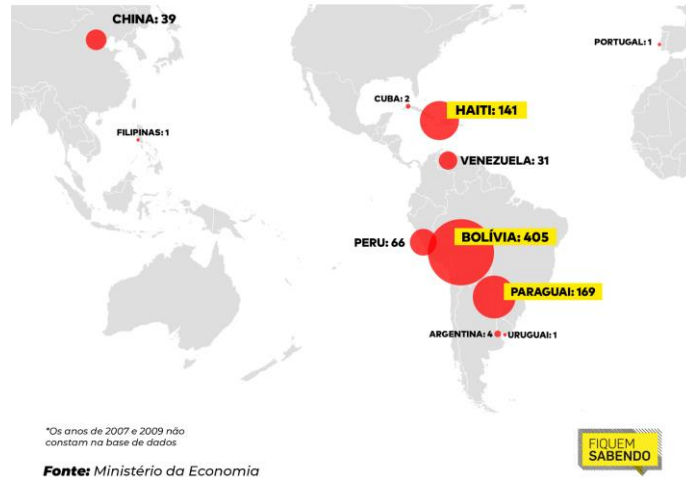 CHINA: 39
PORTUGAL: 1
CUBA: 2
HAITI: 141
FILIPINAS: 1
VENEZUELA: 31
PERU: 66
BOLÍVIA: 405
PARAGUAI: 169
ARGENTINA: 4
URUGUAI: 1
*Os anos de 2007 e 2009 não
constam na base de dados
Fonte: Ministério da Economia
FIQUEM
SABENDO